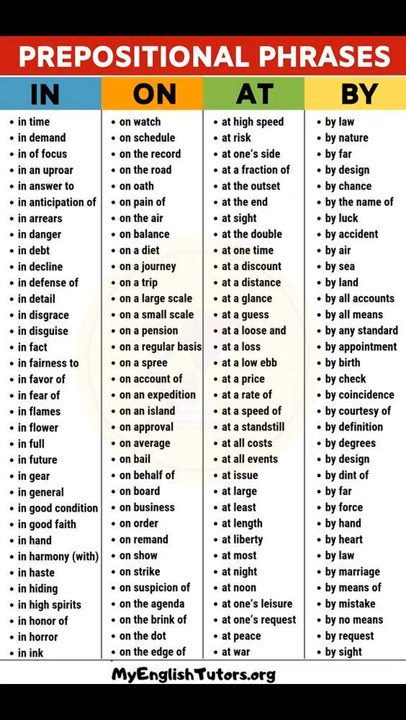 PREPOSITIONAL PHRASES
IN
• in time
• in demand
• in of focus
• in an uproar
• in answer to
• in anticipation of
• in arrears
• in danger
• in debt
• in decline
• in defense of
• in detail
• in disgrace
• in disguise
• in fact
• in fairness to
• in favor of
• in fear of
• in flames
• in flower
• in full
• in future
• in gear
• in general
• in good condition
• in good faith
• in hand
• in harmony (with)
• in haste
• in hiding
• in high spirits
• in honor of
• in horror
• in ink
ON
• on watch
• on schedule
• on the record
• on the road
• on oath
• on pain of
• on the air
• on balance
• on a diet
• on a journey
• on a trip
• on a large scale
• on a small scale
• on a pension
• on a regular basis
• on a spree
• on account of
• on an expedition
• on an island
• on approval
• on average
• on bail
• on behalf of
• on board
• on business
• on order
• on remand
• on show
• on strike
• on suspicion of
• on the agenda
• on the brink of
• on the dot
• on the edge of
AT
• at high speed
• at risk
• at one's side
• at a fraction of
• at the outset
• at the end
• at sight
• at the double
• at one time
• at a discount
• at a distance
• at a glance
• at a guess
• at a loose and
• at a loss
• at a low ebb
• at a price
• at a rate of
• at a speed of
• at a standstill
• at all costs
• at all events
• at issue
• at large
• at least
• at length
• at liberty
• at most
• at night
• at noon
• at one's leisure
• at one's request
• at peace
• at war
BY
• by law
• by nature
• by far
• by design
• by chance
• by the name of
• by luck
• by accident
• by air
• by sea
• by land
• by all accounts
• by all means
• by any standard
• by appointment
• by birth
• by check
• by coincidence
• by courtesy of
• by definition
• by degrees
• by design
• by dint of
• by far
• by force
• by hand
• by heart
• by law
• by marriage
• by means of
• by mistake
• by no means
• by request
• by sight
MyEnglishTutors.org